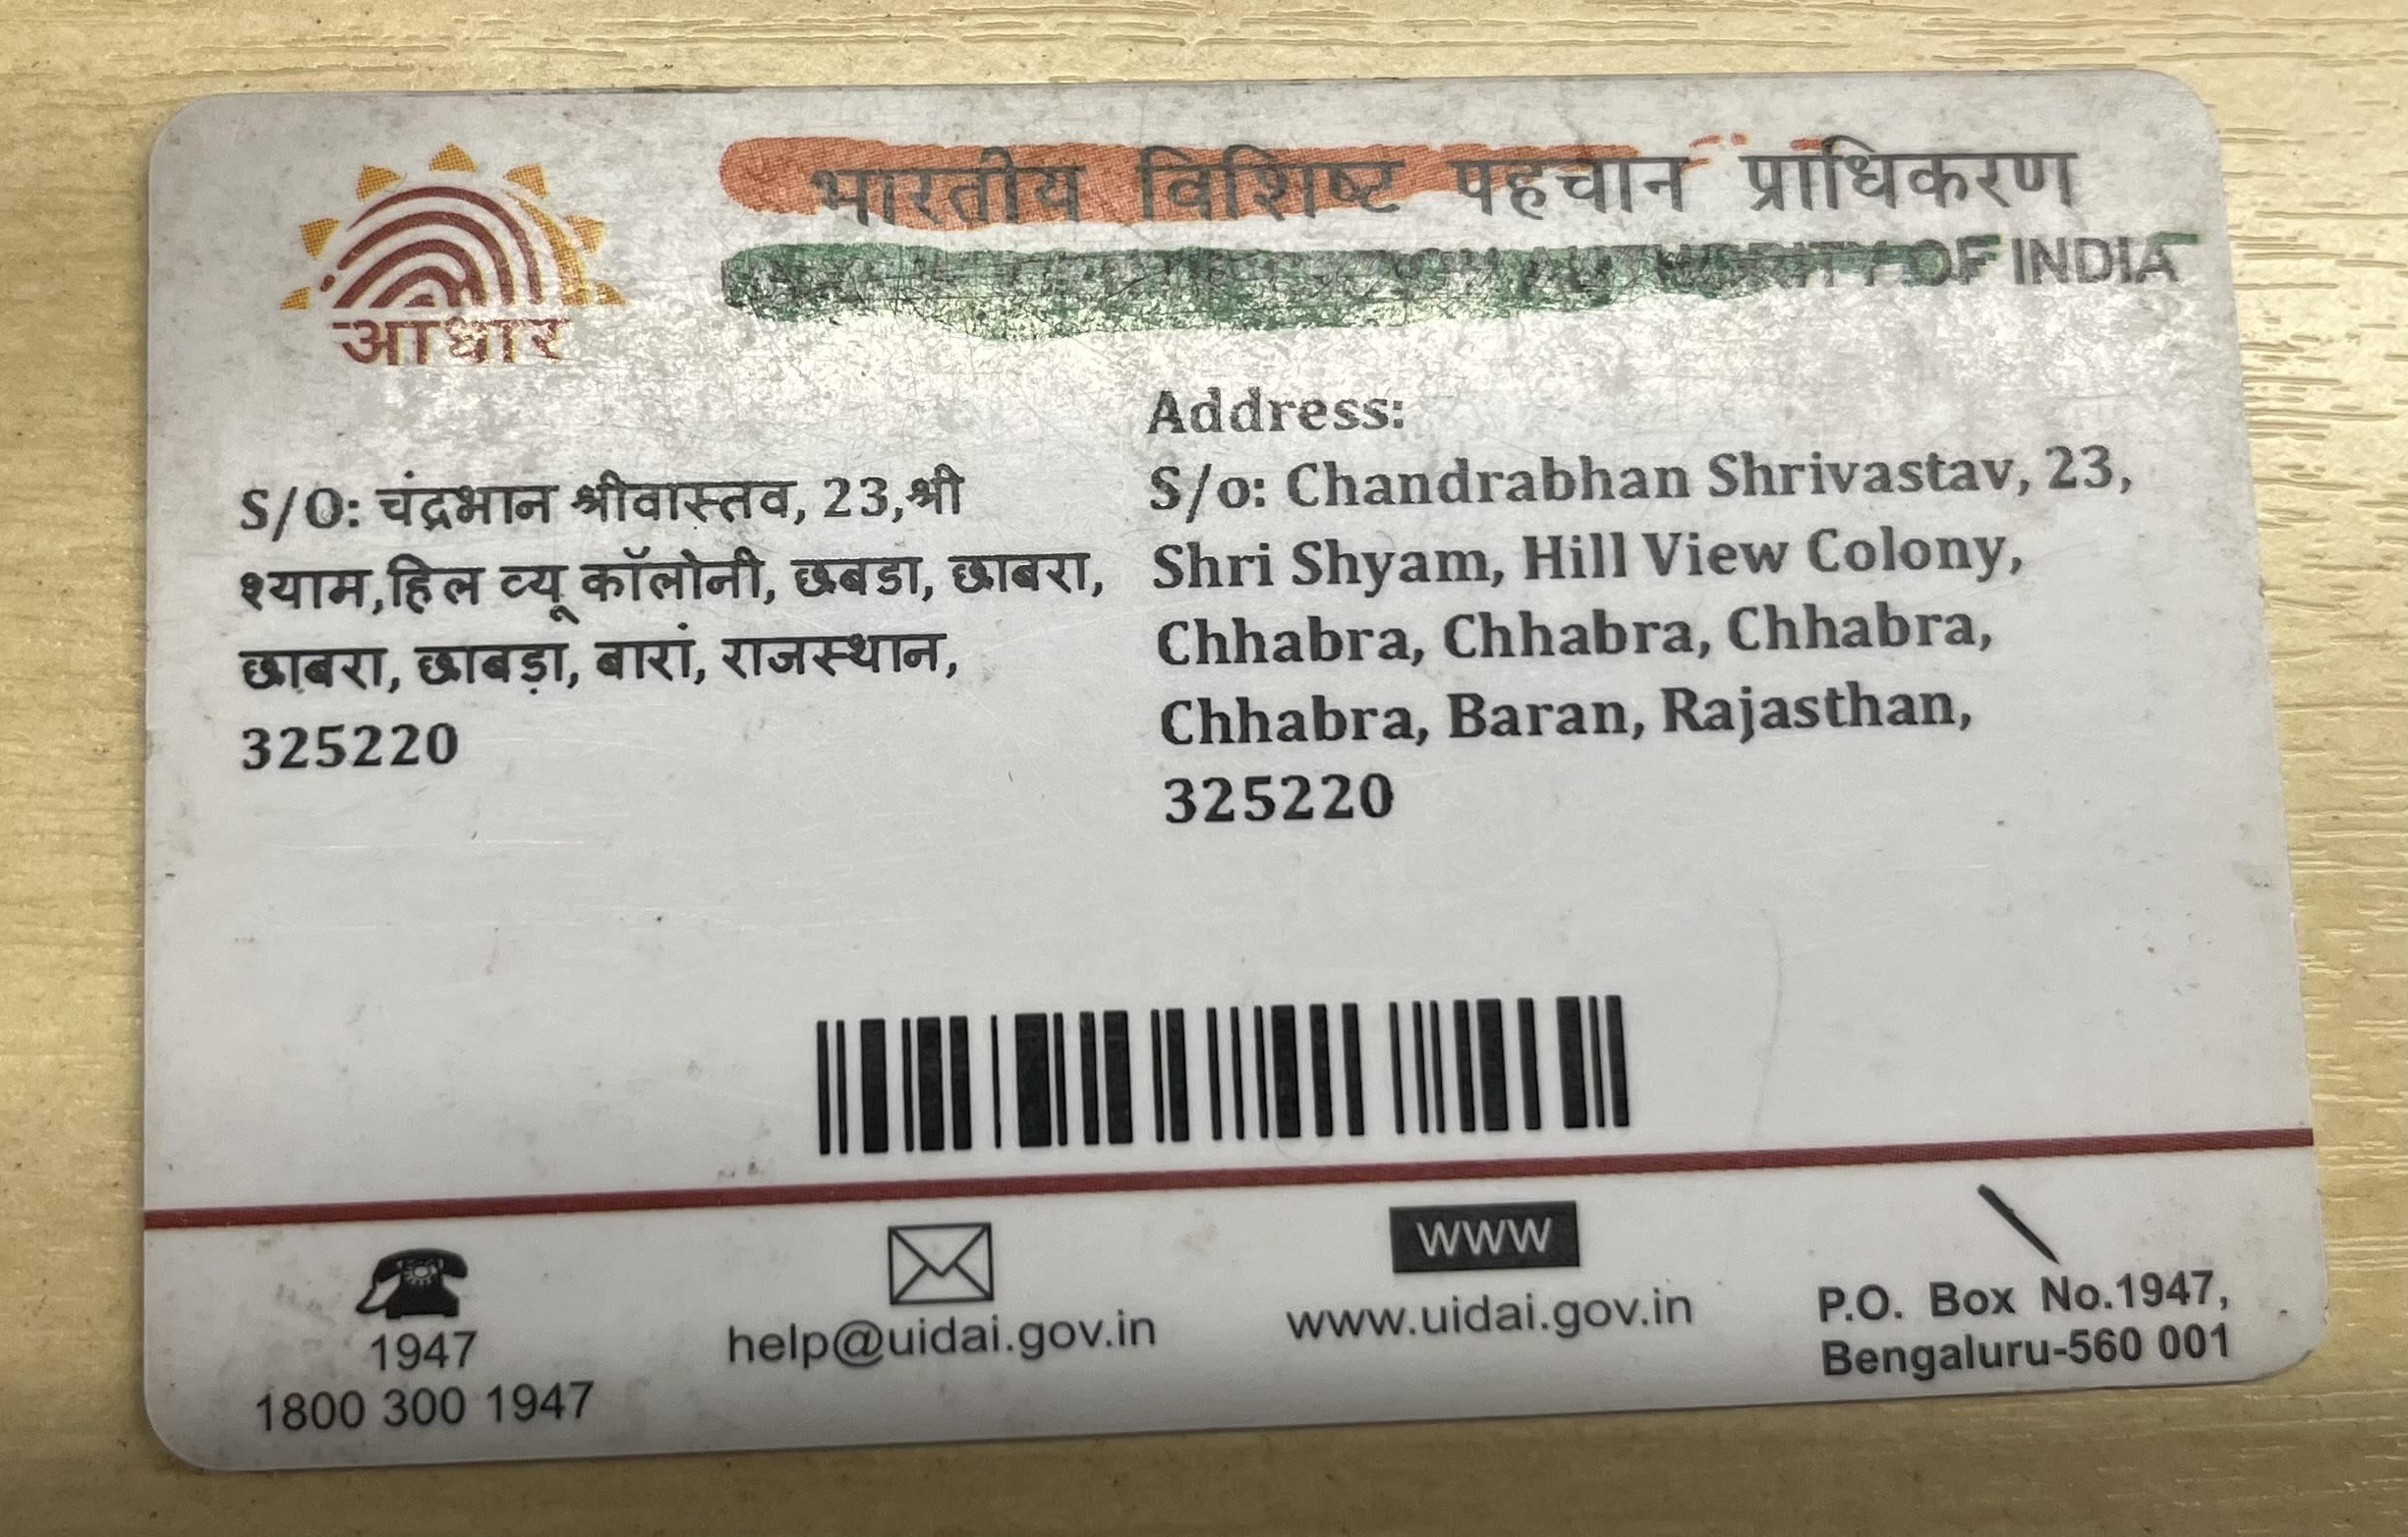 भारतीय विशिष्ट पहचान प्राधिकरण
AUTHORITY OF INDIA
आधार
Address:
S/O: चंद्रभान श्रीवास्तव, 23,श्री
श्याम,हिल व्यू कॉलोनी, छबडा, छाबरा,
छाबरा, छाबड़ा, बारां, राजस्थान,
325220
S/o: Chandrabhan Shrivastav, 23,
Shri Shyam, Hill View Colony,
Chhabra, Chhabra, Chhabra,
Chhabra, Baran, Rajasthan,
325220
1947
1800 300 1947
help@uidai.gov.in
WWW
www.uidai.gov.in
P.O. Box No.1947,
Bengaluru-560 001